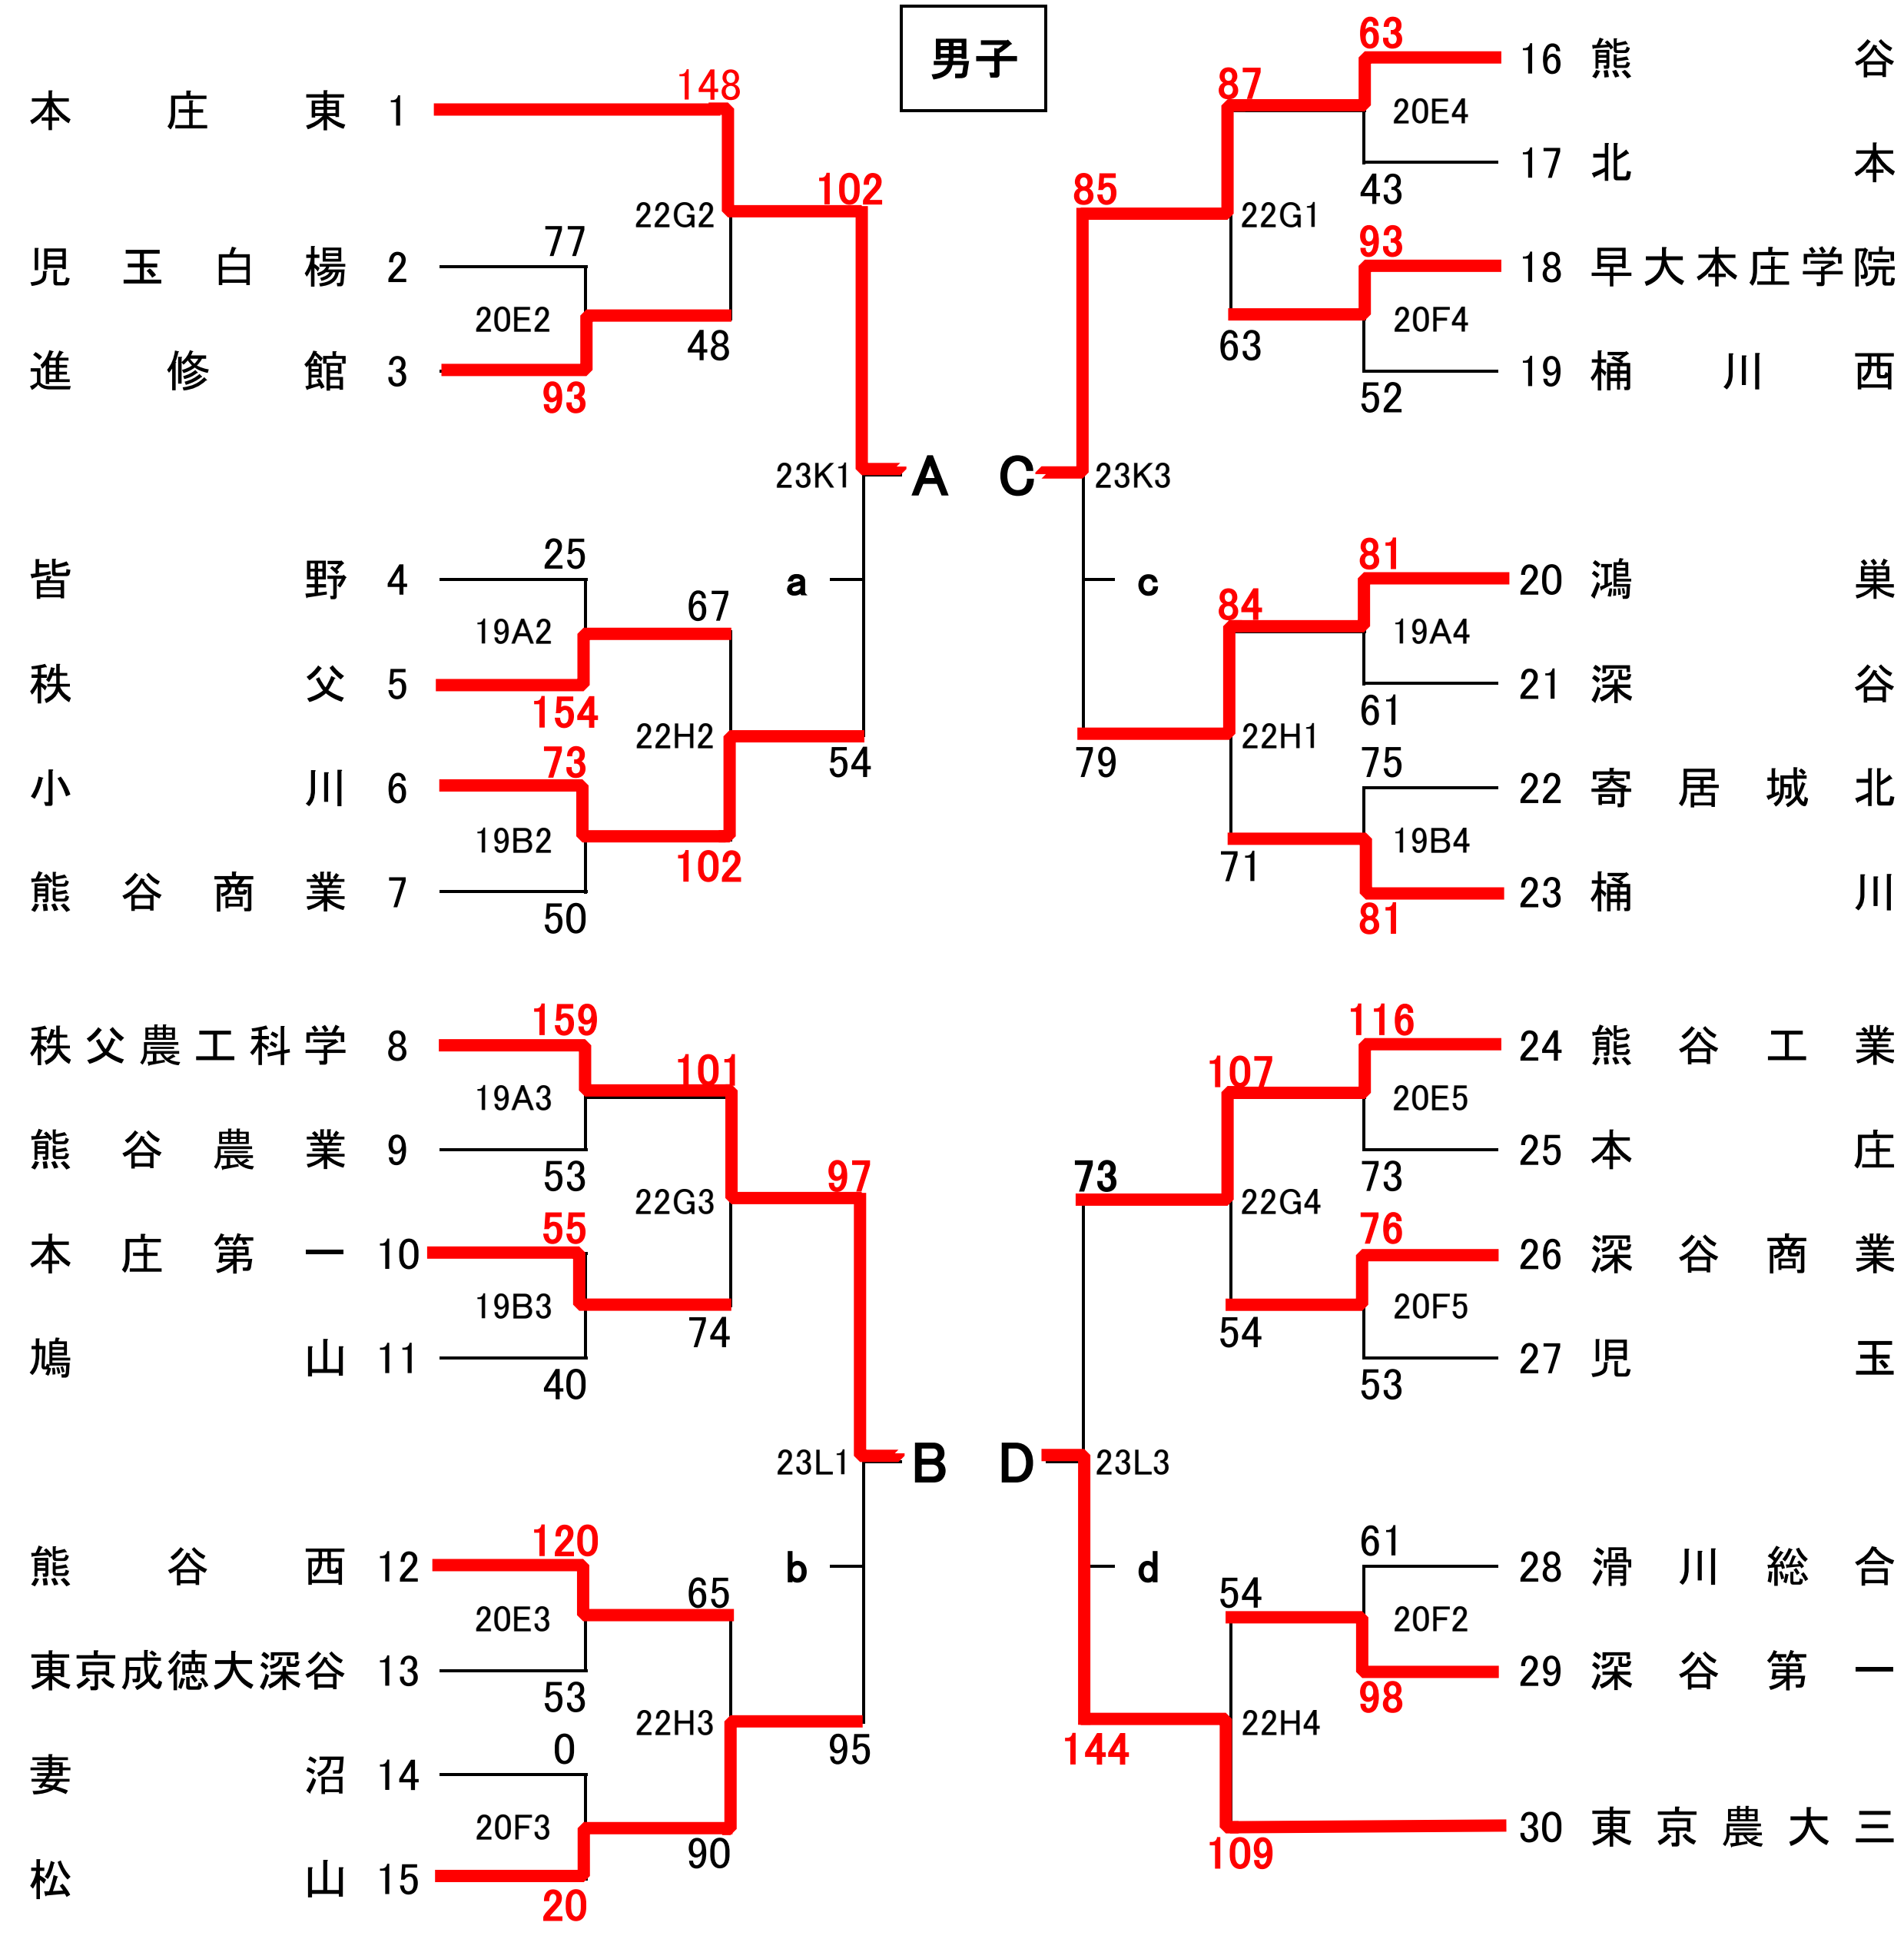 男子
本庄東 1
148
102
22G2
児玉白楊 2
77
20E2
48
進修館 3
93
23K1
A
皆野 4
25
a
19A2
67
秩父 5
154
22H2
54
小川 6
73
19B2
102
熊谷商業 7
50
秩父農工科学 8
159
101
19A3
熊谷農業 9
53
22G3
97
本庄第一 10
55
19B3
74
鳩山 11
40
23L1
B
熊谷西 12
120
b
20E3
65
東京成徳大深谷 13
53
22H3
95
妻沼 14
0
20F3
90
松山 15
20
63
16 熊谷
87
20E4
17 北本
43
85
22G1
93
18 早大本庄学院
20F4
63
19 桶川西
52
C
23K3
81
20 鴻巣
c
84
19A4
21 深谷
61
22H1
79
75
22 寄居城北
19B4
71
23 桶川
81
116
24 熊谷工業
107
20E5
25 本庄
73
73
22G4
76
26 深谷商業
20F5
54
27 児玉
53
D
23L3
61
28 滑川総合
d
54
20F2
29 深谷第一
98
22H4
144
30 東京農大三
109